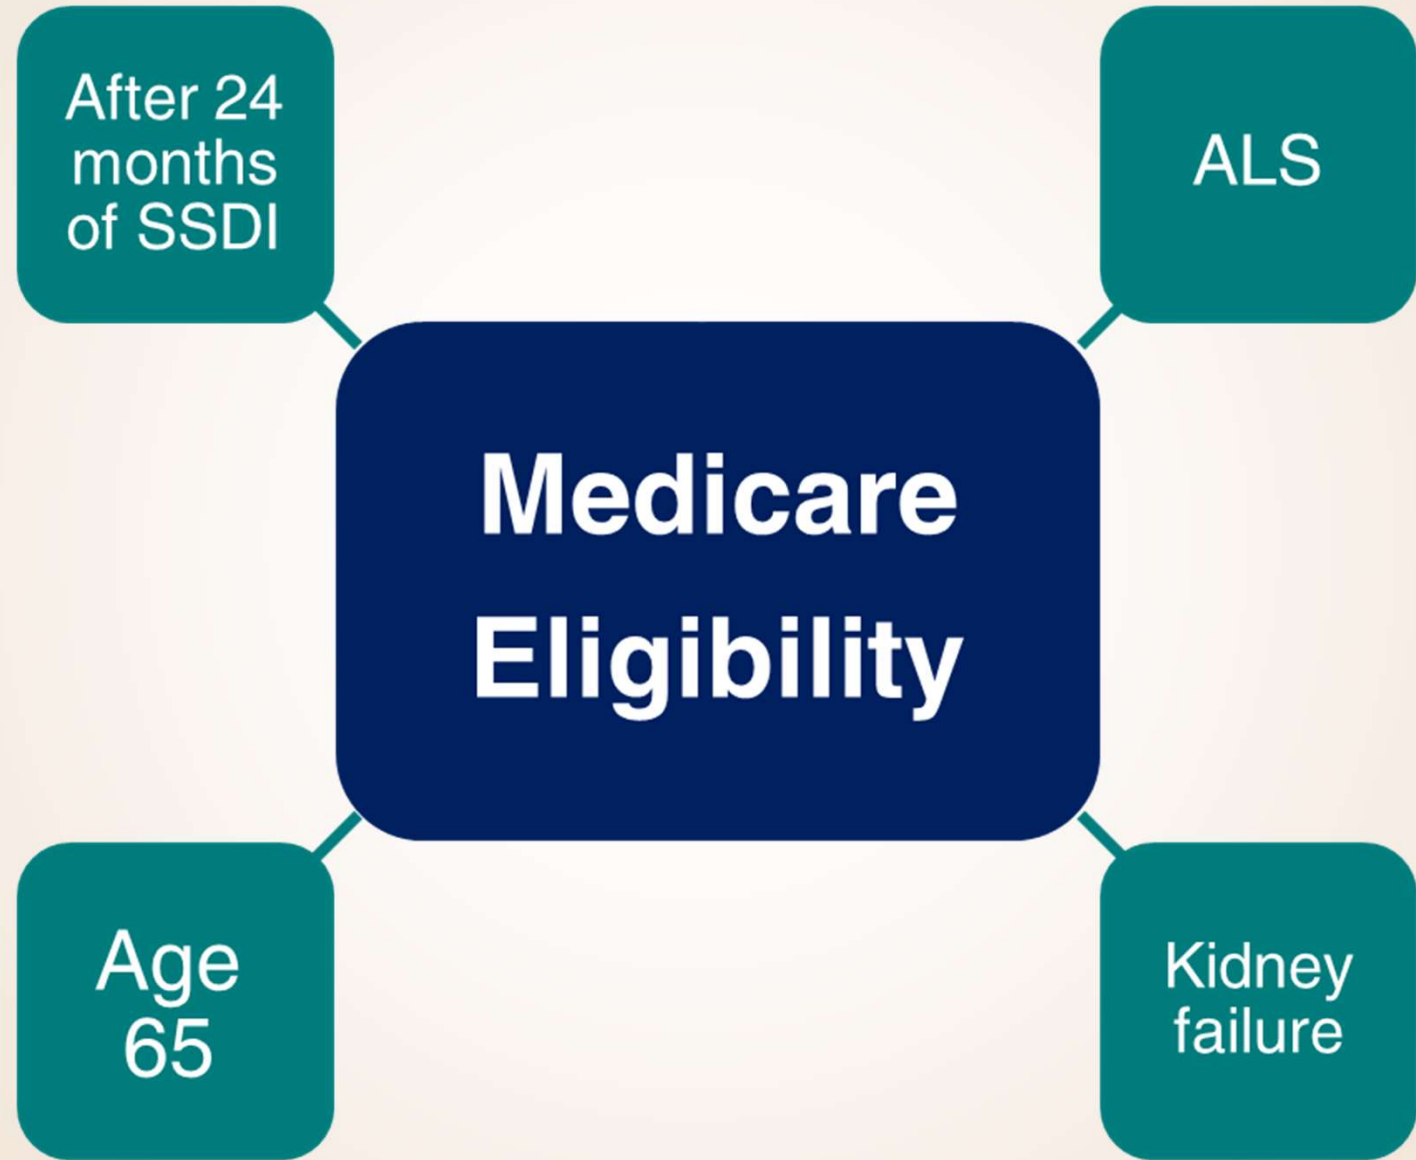 After 24
months
of SSDI
ALS
Medicare
Eligibility
Age
65
Kidney
failure